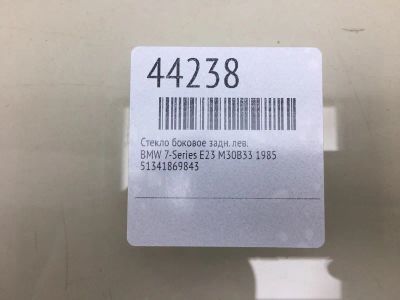 44238
Стекло боковое задн. лев.
BMW 7-Series E23 M30B33 1985
51341869843